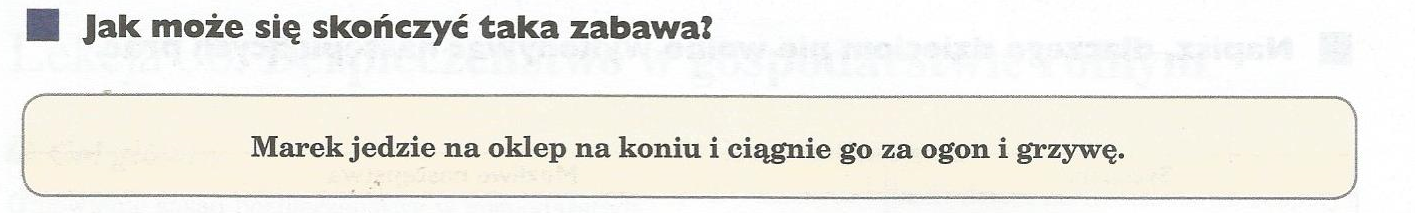 Jak może się skończyć taka zabawa?
Marek jedzie na oklep na koniu i ciągnie go za ogon i grzywę.